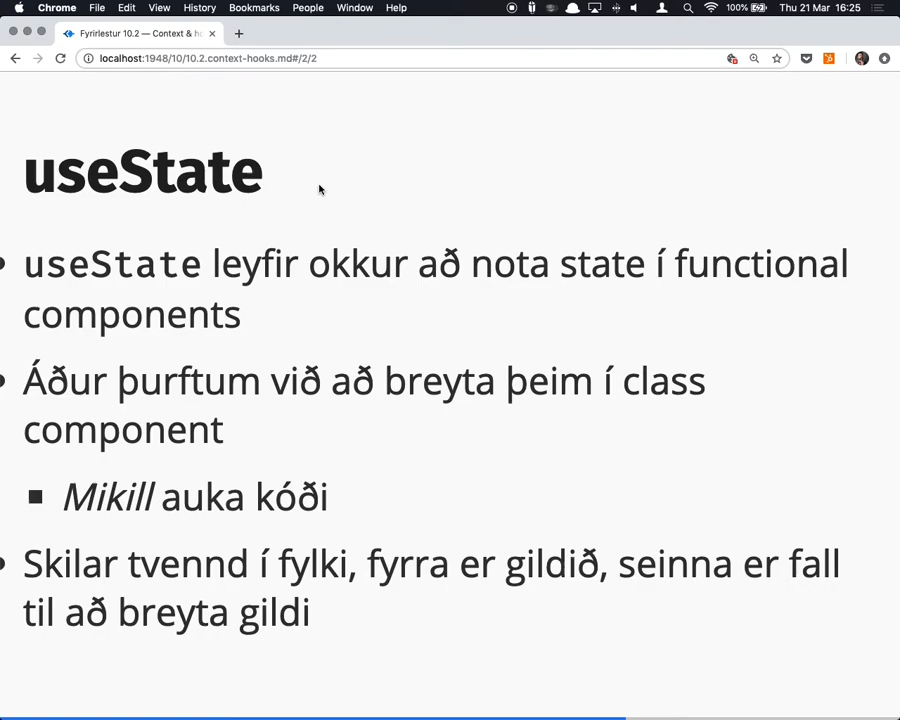 Chrome File Edit View History Bookmarks People Window Help 100% Thu 21 Mar 16:25
Fyrirlestur 10.2 — Context & h
localhost:1948/10/10.2.context-hooks.md#/2/2
useState
useState leyfir okkur að nota state í functional
components
Áður þurftum við að breyta þeim í class
component
Mikill auka kóði
Skilar tvennd í fylki, fyrra er gildið, seinna er fall
til að breyta gildi